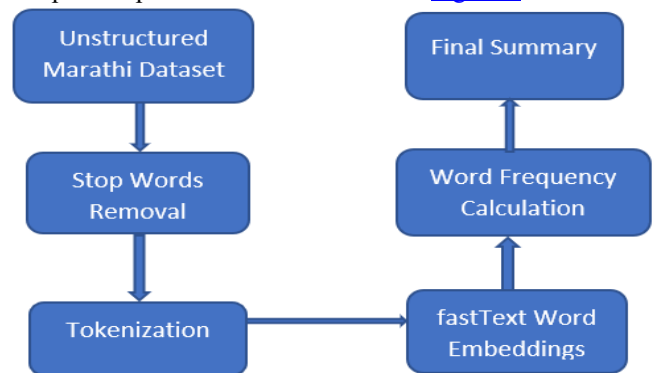 Unstructured
Marathi Dataset
Stop Words
Removal
Tokenization
fastText Word
Embeddings
Word Frequency
Calculation
Final Summary